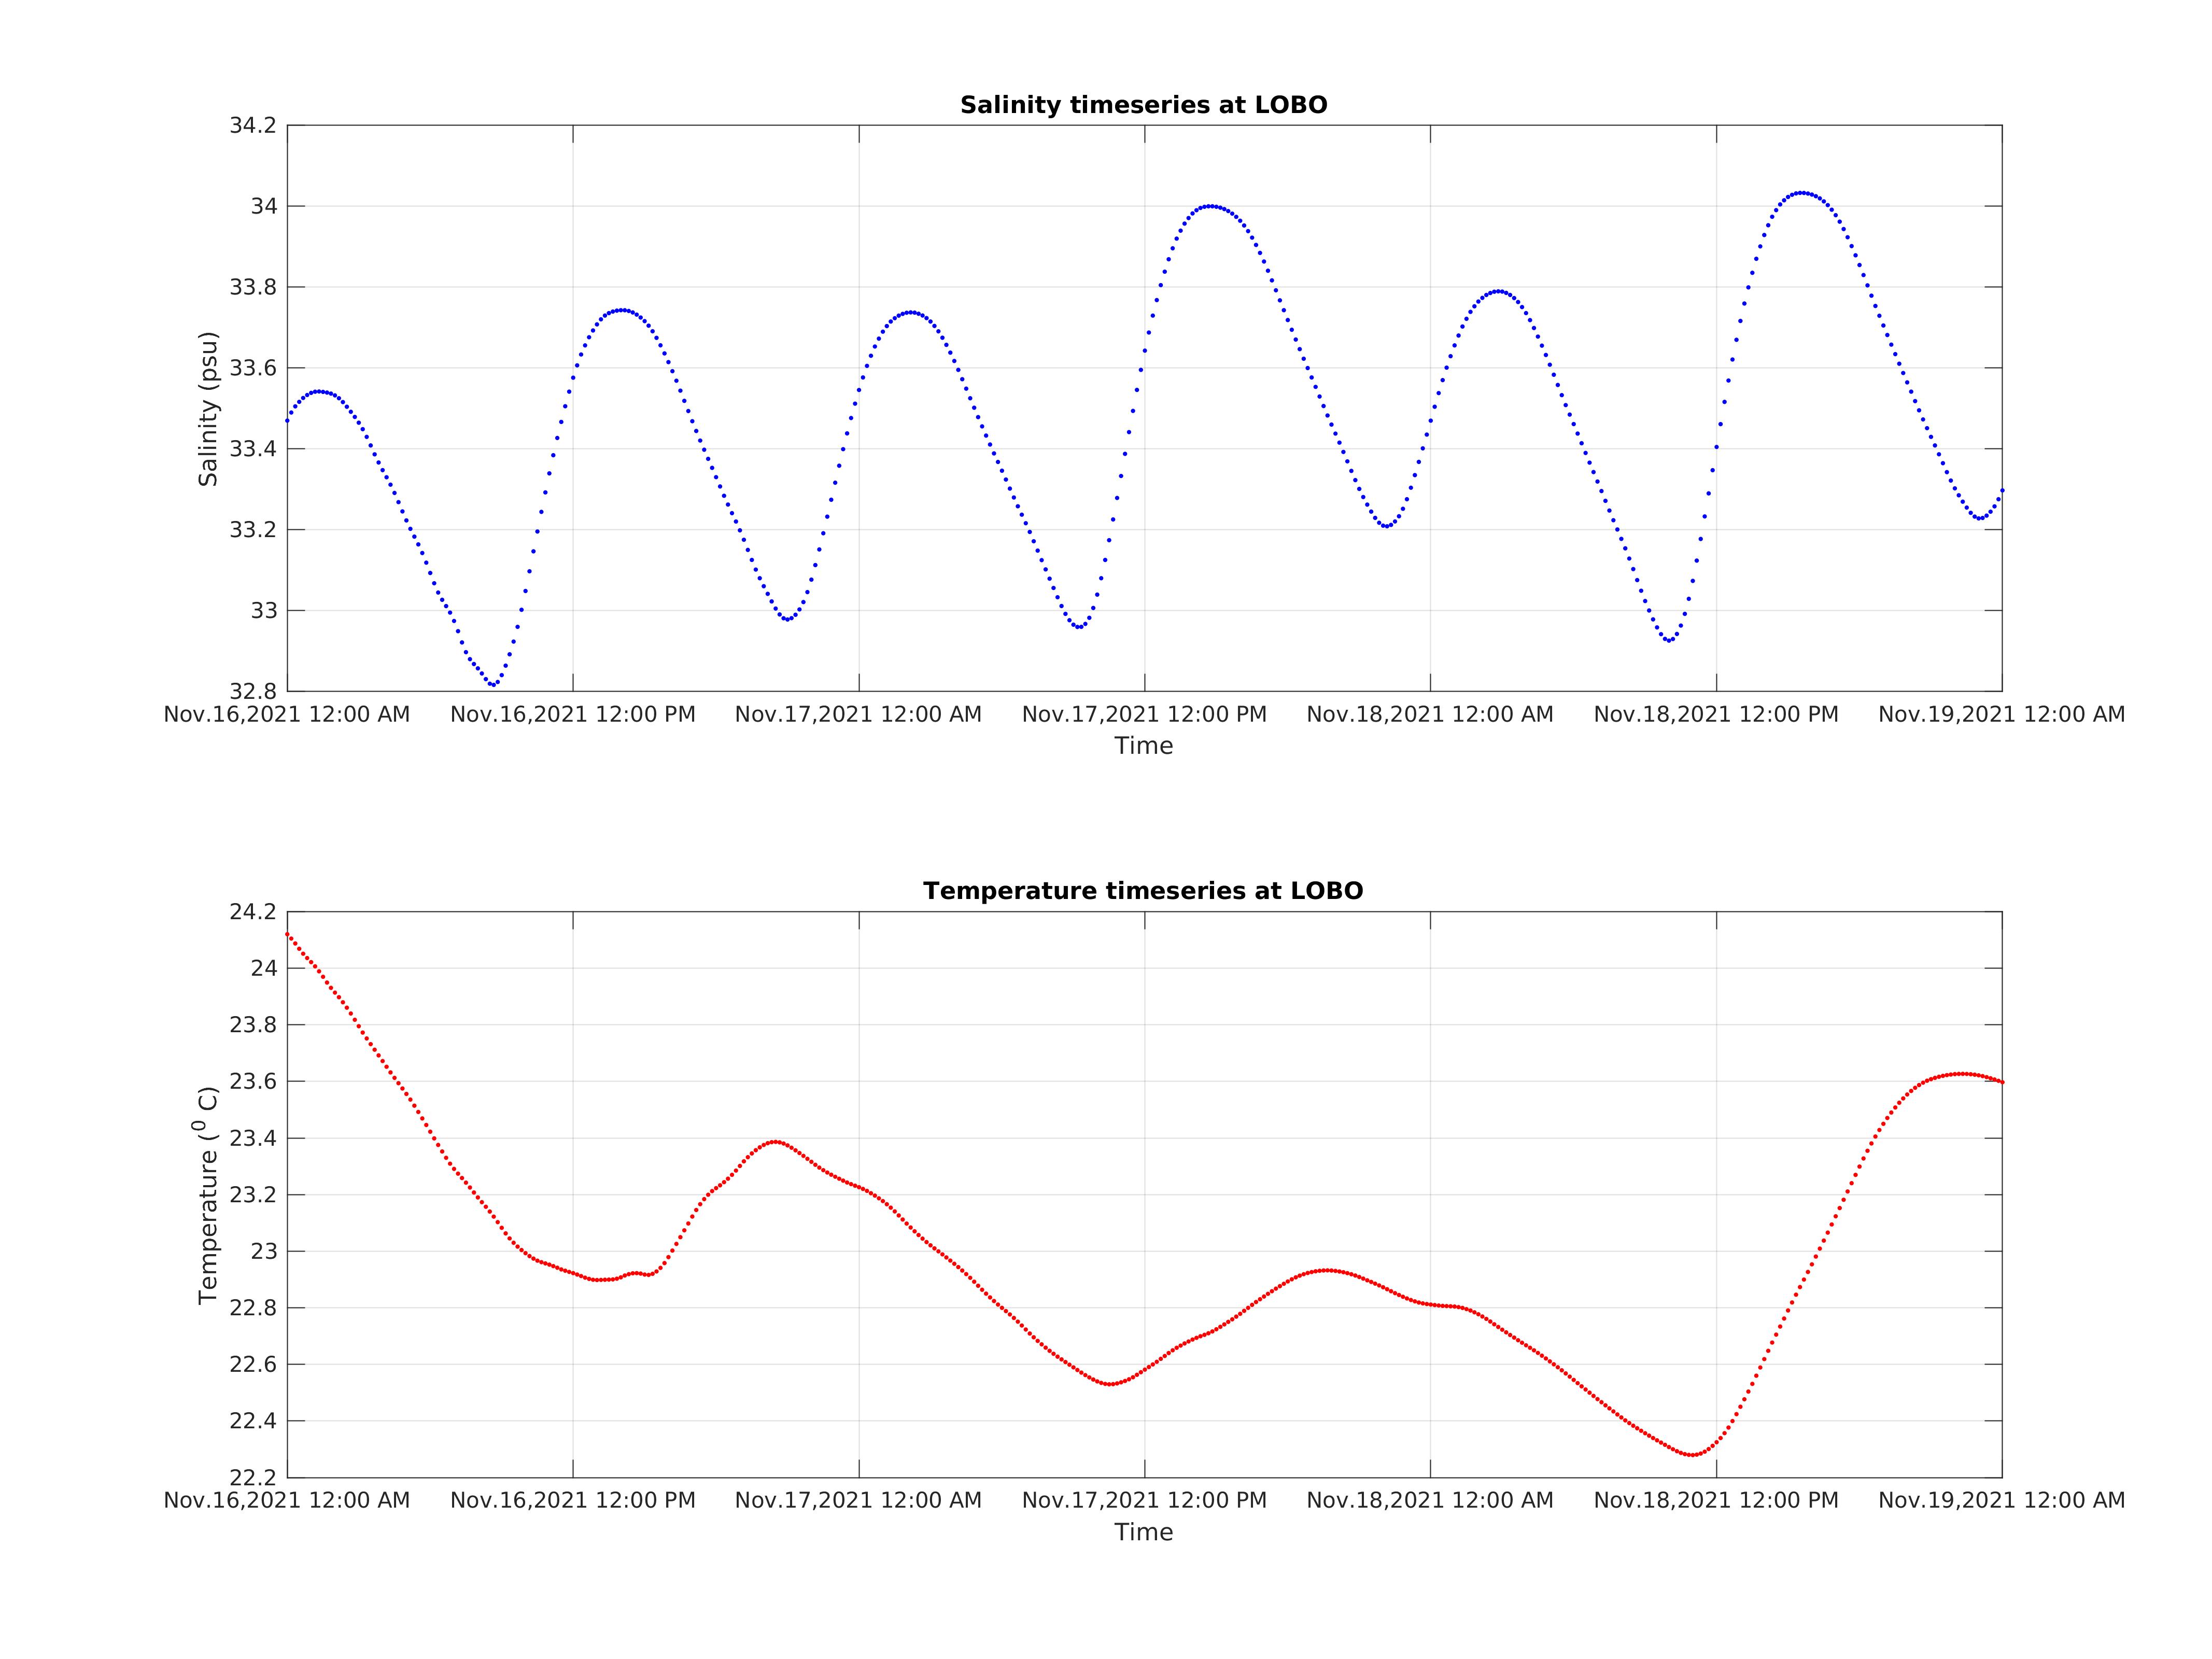 Salinity timeseries at LOBO
34.2
34
33.8
33.6
33.4
33.2
33
32.8
Salinity (psu)
Nov.16,2021 12:00 AM Nov.16,2021 12:00 PM Nov.17,2021 12:00 AM Nov.17,2021 12:00 PM Nov.18,2021 12:00 AM Nov.18,2021 12:00 PM Nov.19,2021 12:00 AM
Time
Temperature timeseries at LOBO
24.2
24
23.8
23.6
23.4
23.2
23
22.8
22.6
22.4
22.2
Temperature (⁰ C)
Nov.16,2021 12:00 AM Nov.16,2021 12:00 PM Nov.17,2021 12:00 AM Nov.17,2021 12:00 PM Nov.18,2021 12:00 AM Nov.18,2021 12:00 PM Nov.19,2021 12:00 AM
Time